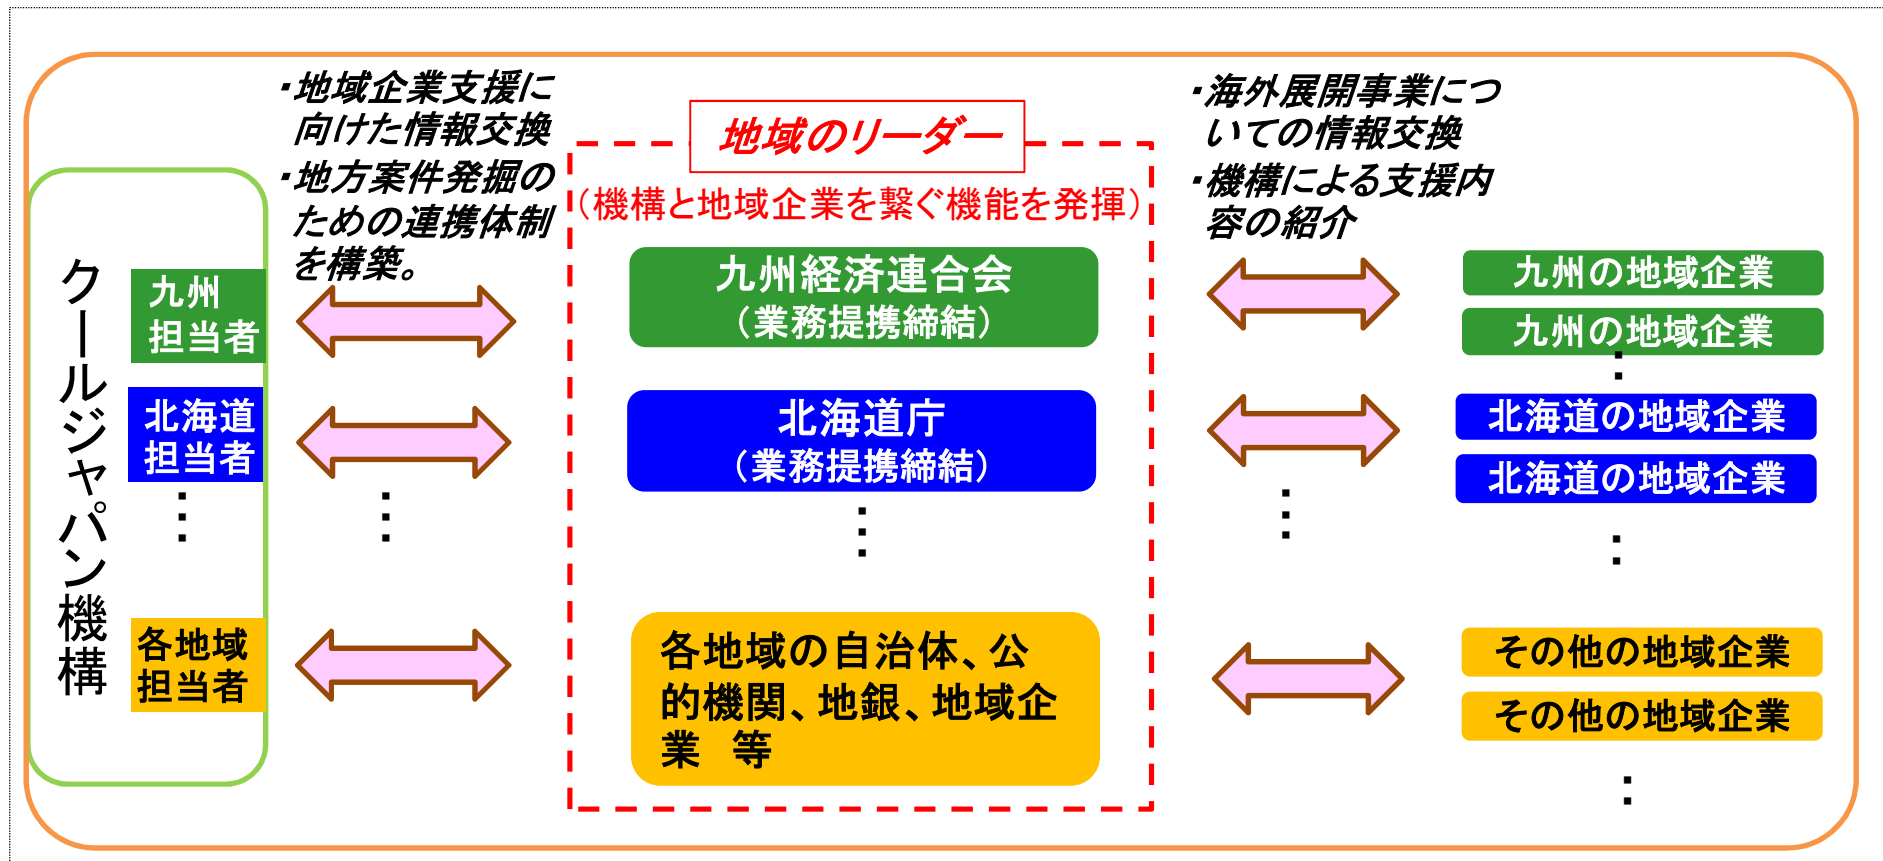 ・地域企業支援に
向けた情報交換
・地方案件発掘の
ための連携体制
を構築。
地域のリーダー
（機構と地域企業を繋ぐ機能を発揮）
・海外展開事業につ
いての情報交換
・機構による支援内
容の紹介
クールジャパン機構
九州
担当者
北海道
担当者
各地域
担当者
九州経済連合会
（業務提携締結）
北海道庁
（業務提携締結）
各地域の自治体、公
的機関、地銀、地域企
業　等
九州の地域企業
九州の地域企業
北海道の地域企業
北海道の地域企業
その他の地域企業
その他の地域企業